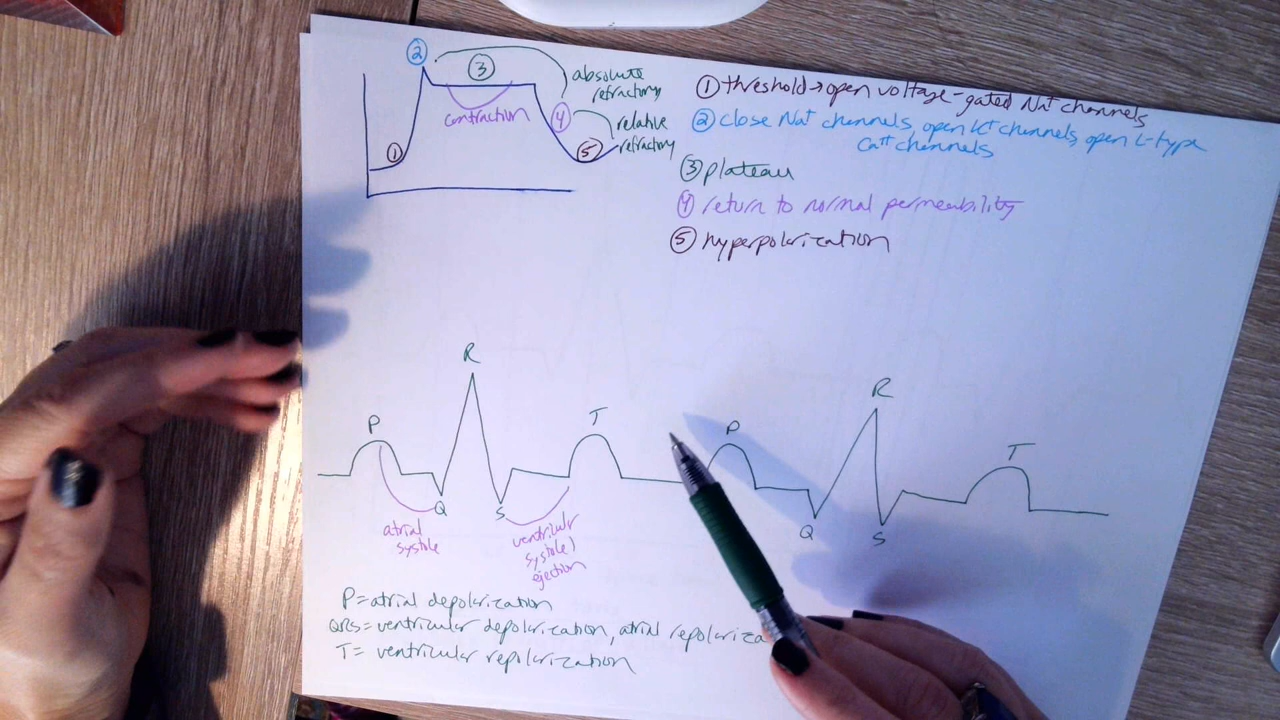 ② ③ absolute refractory
contraction ④ relative refractory
① ⑤
① threshold → open voltage-gated Na+ channels
② close Na+ channels, open K+ channels, open L-type
Ca++ channels
③ plateau
④ return to normal permeability
⑤ hyperpolarization
R R
P T P T
Q S Q S
atrial
systole
ventricular
systole)
ejection
P = atrial depolarization
QRS = ventricular depolarization, atrial repolariza
T = ventricular repolarization